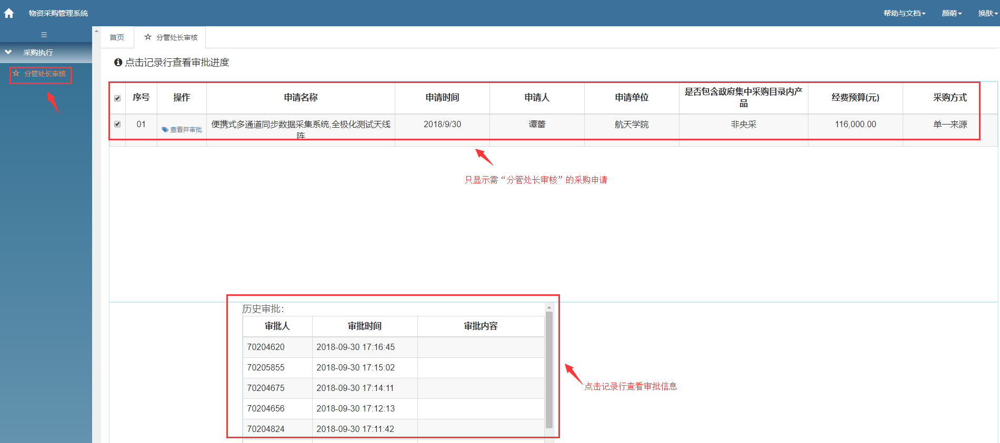 物资采购管理系统
帮助与文档
颜萌
换肤
采购执行
分管处长审核
首页
分管处长审核
点击记录行查看审批进度
序号 操作 申请名称 申请时间 申请人 申请单位 是否包含政府集中采购目录内产 经费预算(元) 采购方式
品
01 查看并审批 便携式多通道同步数据采集系统,全极化测试天线 2018/9/30 谭蕾 航天学院 非央采 116,000.00 单一来源
阵
只显示需“分管处长审核”的采购申请
历史审批：
审批人 审批时间 审批内容
70204620 2018-09-30 17:16:45
70205855 2018-09-30 17:15:02
70204675 2018-09-30 17:14:11
70204656 2018-09-30 17:12:13
70204824 2018-09-30 17:11:42
点击记录行查看审批信息